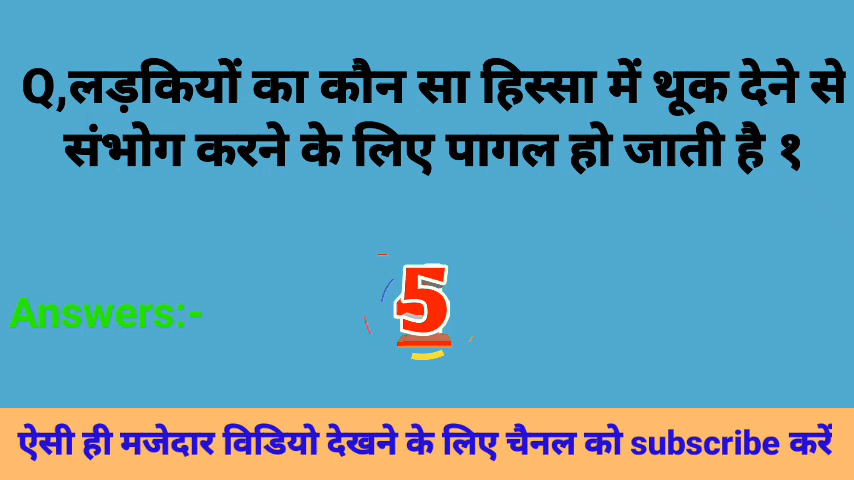 Q,लड़कियों का कौन सा हिस्सा में थूक देने से
संभोग करने के लिए पागल हो जाती है १
5
Answers:-
ऐसी ही मजेदार विडियो देखने के लिए चैनल को subscribe करें